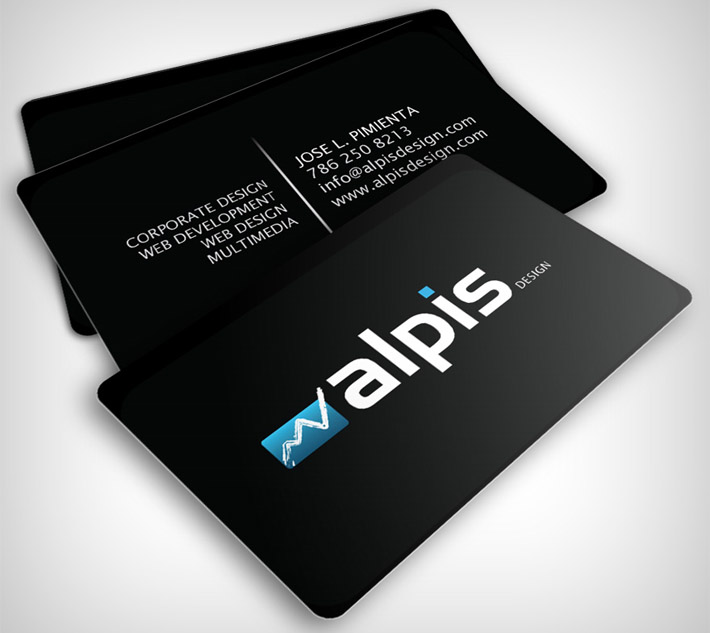 CORPORATE DESIGN
WEB DEVELOPMENT
WEB DESIGN
MULTIMEDIA
JOSE L. PIMIENTA
786 250 8213
info@alpisdesign.com
www.alpisdesign.com
alpis
DESIGN